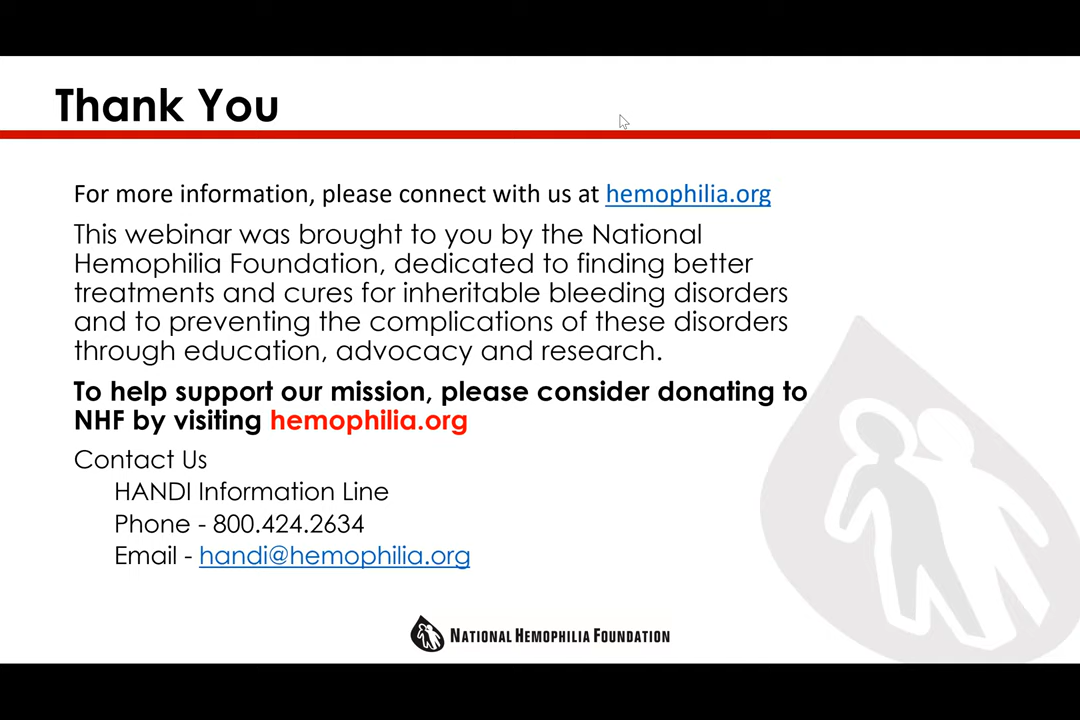 Thank You
For more information, please connect with us at hemophilia.org
This webinar was brought to you by the National
Hemophilia Foundation, dedicated to finding better
treatments and cures for inheritable bleeding disorders
and to preventing the complications of these disorders
through education, advocacy and research.
To help support our mission, please consider donating to
NHF by visiting hemophilia.org
Contact Us
HANDI Information Line
Phone - 800.424.2634
Email - handi@hemophilia.org
NATIONAL HEMOPHILIA FOUNDATION